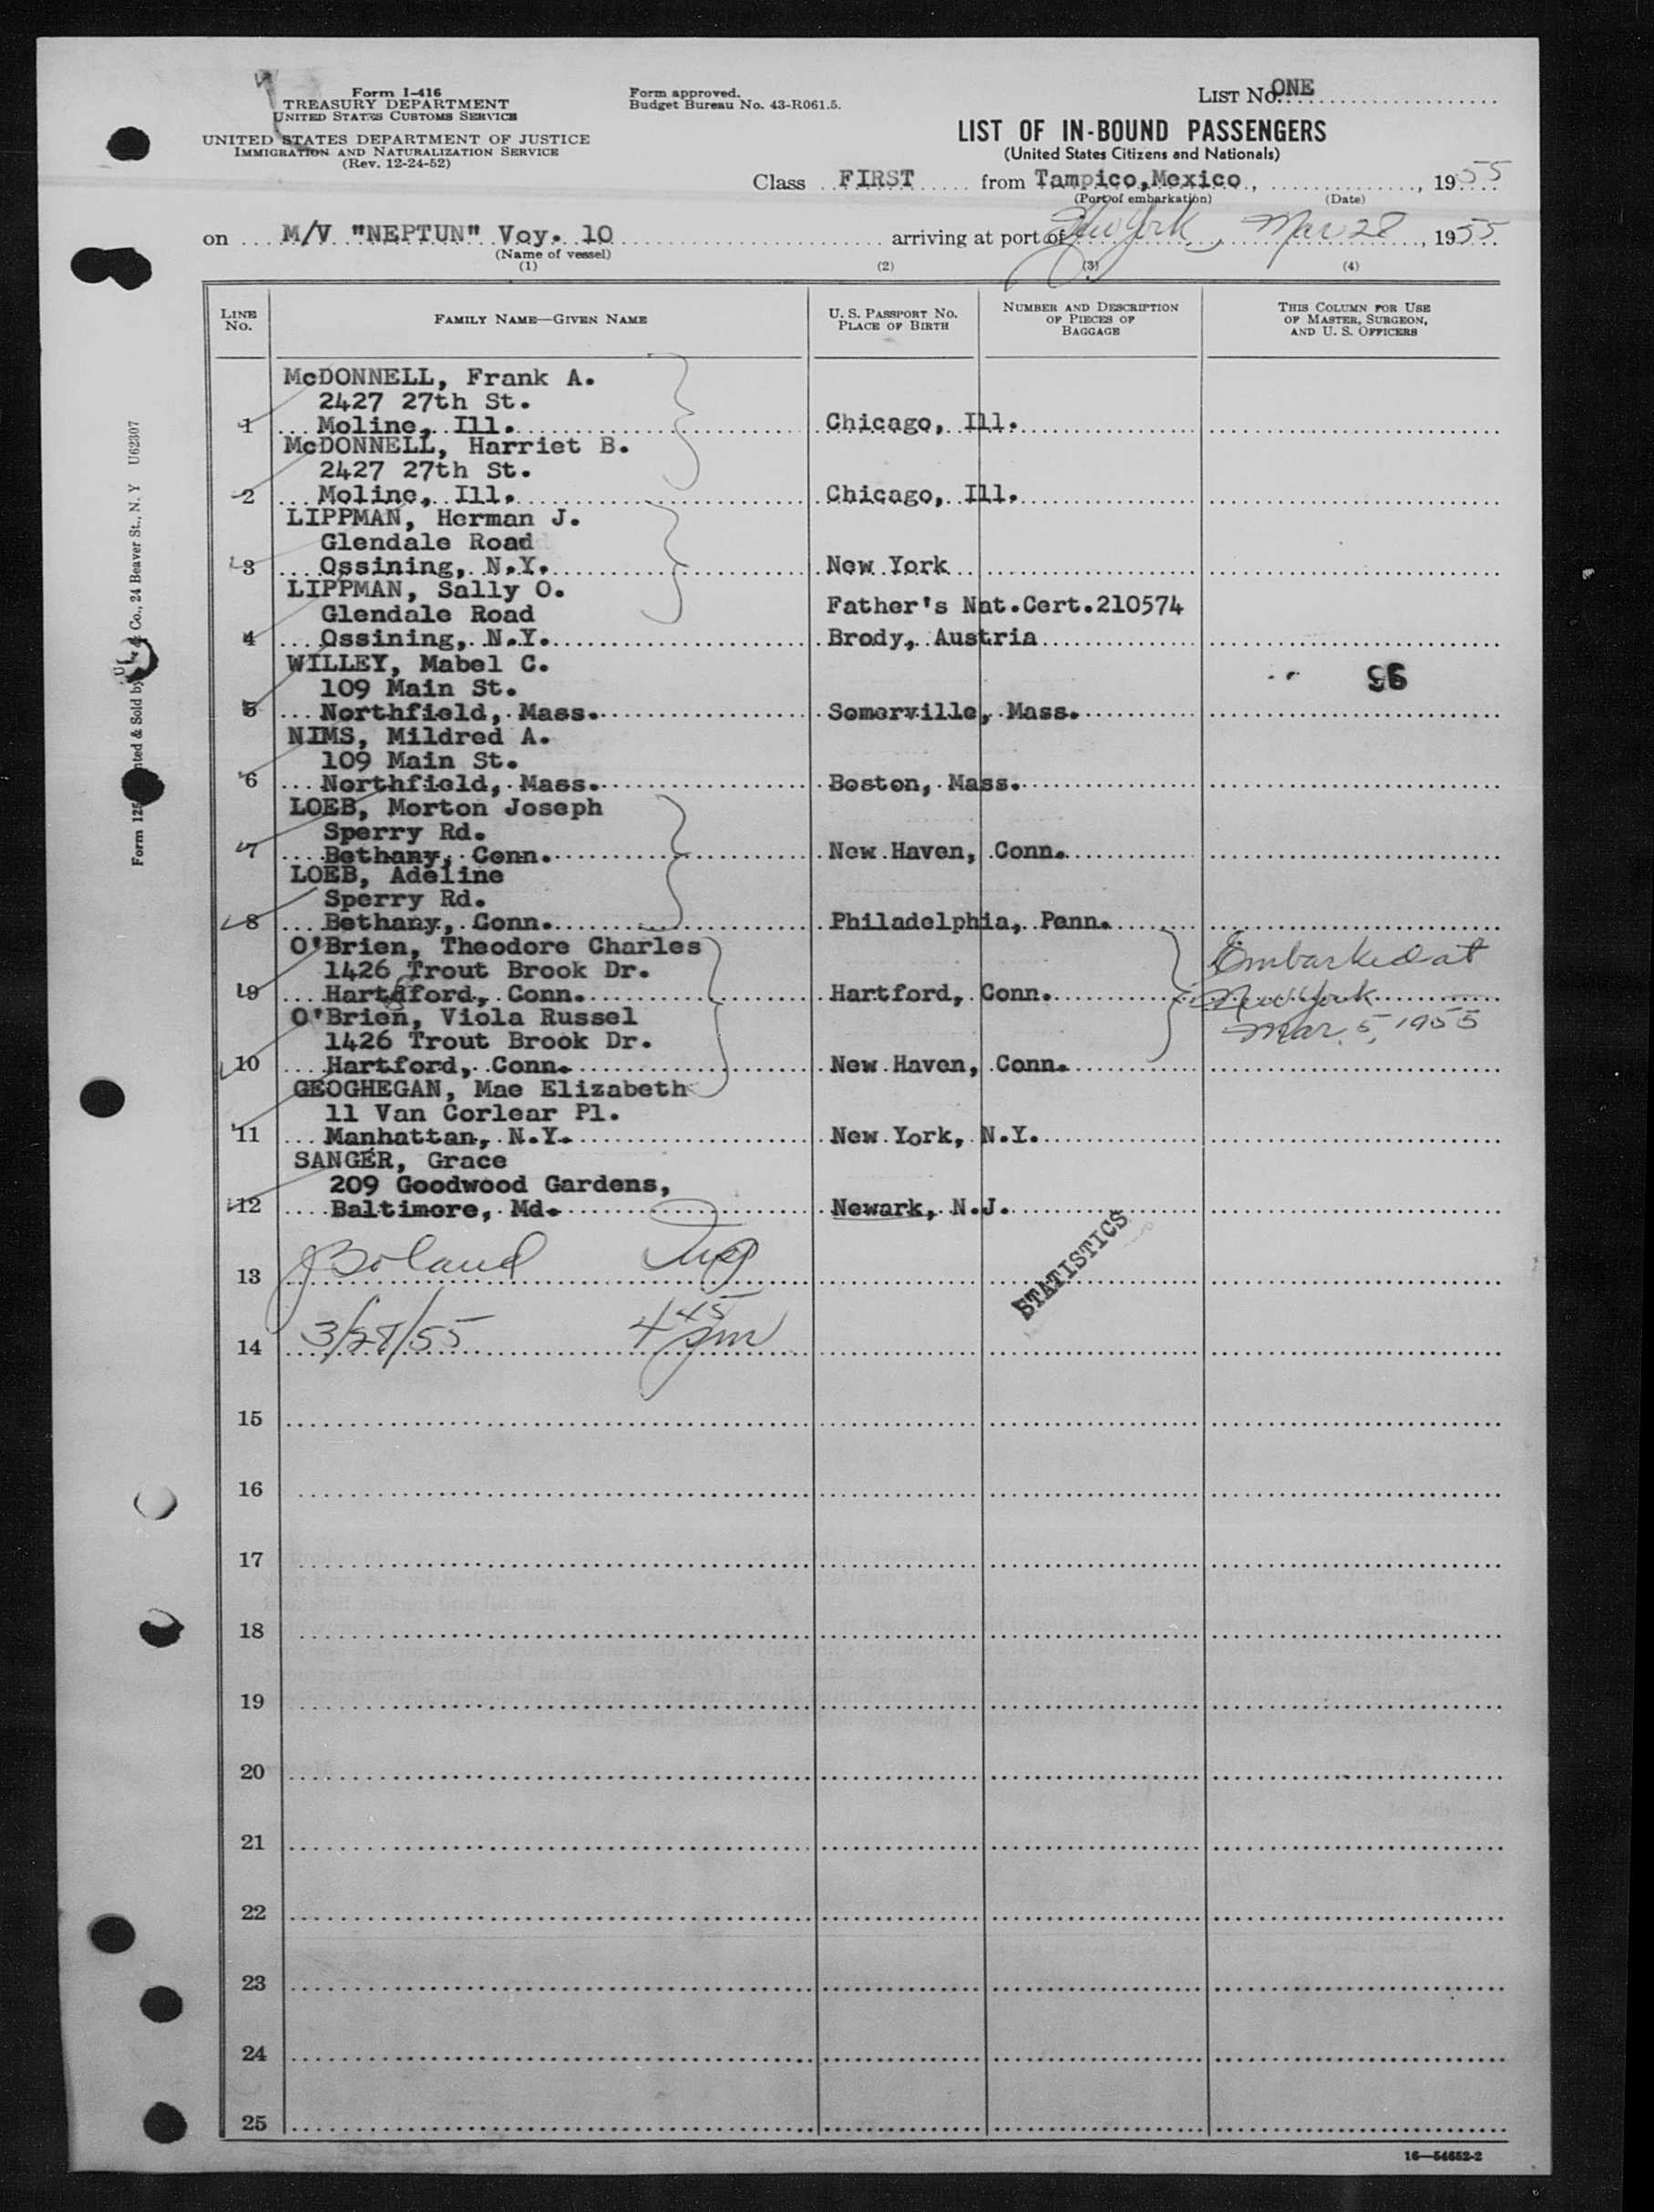 Form I-416
TREASURY DEPARTMENT
UNITED STATES CUSTOMS SERVICE
UNITED STATES DEPARTMENT OF JUSTICE
IMMIGRATION AND NATURALIZATION SERVICE
(Rev. 12-24-52)
Form approved.
Budget Bureau No. 43-R061.5.
LIST No. ONE
LIST OF IN-BOUND PASSENGERS
(United States Citizens and Nationals)
Class FIRST from Tampico,Mexico, , 1955
(Port of embarkation) (Date)
on M/V "NEPTUN" Voy. 10 arriving at port of New York, Mar 28, 1955
(Name of vessel)
(1) (2) (3) (4)
LINE No.
FAMILY NAME—GIVEN NAME
U. S. PASSPORT NO.
PLACE OF BIRTH
NUMBER AND DESCRIPTION
OF PIECES OF
BAGGAGE
THIS COLUMN FOR USE
OF MASTER, SURGEON,
AND U. S. OFFICERS
McDONNELL, Frank A.
2427 27th St.
1 Moline, Ill. Chicago, Ill.
McDONNELL, Harriet B.
2427 27th St.
2 Moline, Ill. Chicago, Ill.
LIPPMAN, Herman J.
Glendale Road
3 Ossining, N.Y. New York
LIPPMAN, Sally O.
Glendale Road Father's Nat.Cert.210574
4 Ossining, N.Y. Brody, Austria
WILLEY, Mabel C.
109 Main St.
5 Northfield, Mass. Somerville, Mass.
NIMS, Mildred A.
109 Main St.
6 Northfield, Mass. Boston, Mass.
LOEB, Morton Joseph
Sperry Rd.
7 Bethany, Conn. New Haven, Conn.
LOEB, Adeline
Sperry Rd.
8 Bethany, Conn. Philadelphia, Penn.
O'Brien, Theodore Charles Embarked at
1426 Trout Brook Dr.
9 Hartford, Conn. Hartford, Conn. New York
O'Brien, Viola Russel Mar. 5, 1955
1426 Trout Brook Dr.
10 Hartford, Conn. New Haven, Conn.
GEOGHEGAN, Mae Elizabeth
11 Van Corlear Pl.
11 Manhattan, N.Y. New York, N.Y.
SANGER, Grace
209 Goodwood Gardens,
12 Baltimore, Md. Newark, N.J.
STATISTICS
13 J Boland Insp
14 3/28/55 4 45 pm
15
16
17
18
19
20
21
22
23
24
25
16—54652-2
Co., 24 Beaver St., N. Y U62307